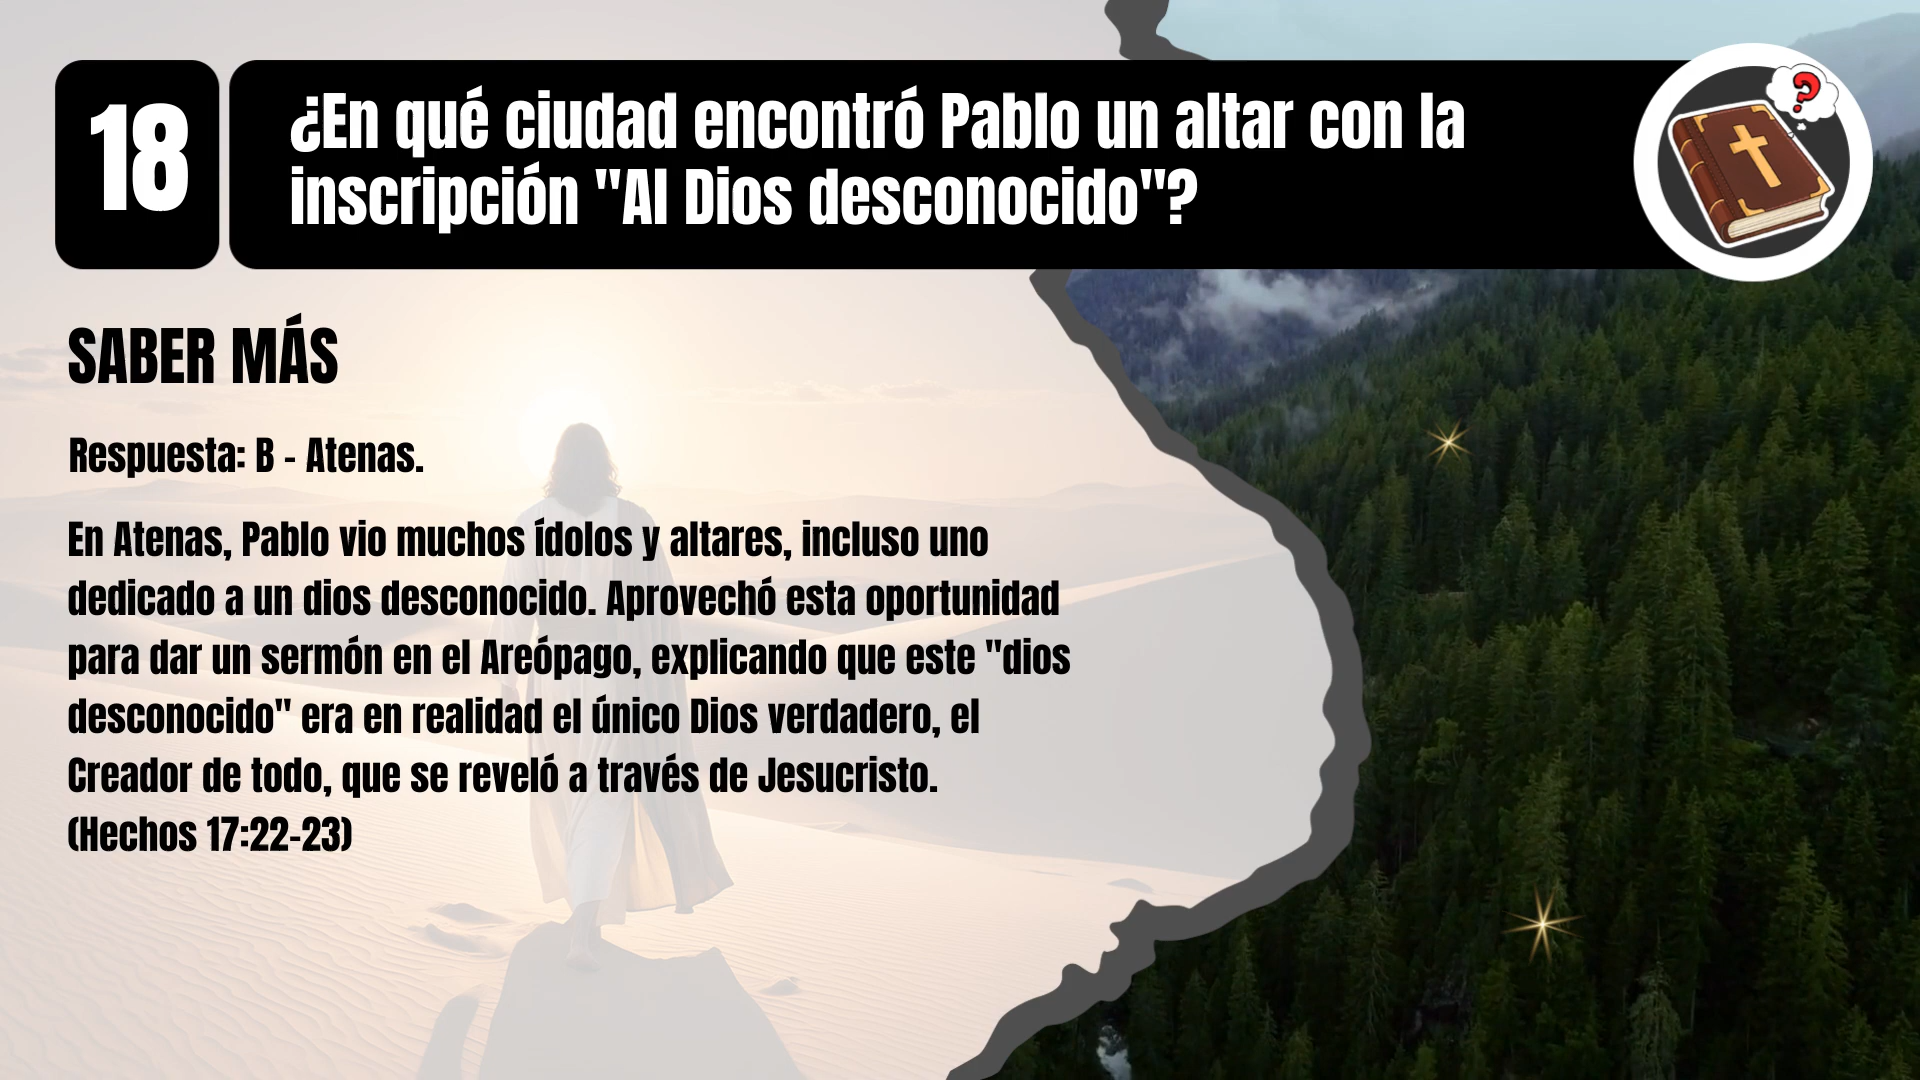 18
¿En qué ciudad encontró Pablo un altar con la
inscripción "Al Dios desconocido"?
SABER MÁS
Respuesta: B - Atenas.
En Atenas, Pablo vio muchos ídolos y altares, incluso uno
dedicado a un dios desconocido. Aprovechó esta oportunidad
para dar un sermón en el Areópago, explicando que este "dios
desconocido" era en realidad el único Dios verdadero, el
Creador de todo, que se reveló a través de Jesucristo.
(Hechos 17:22-23)
?